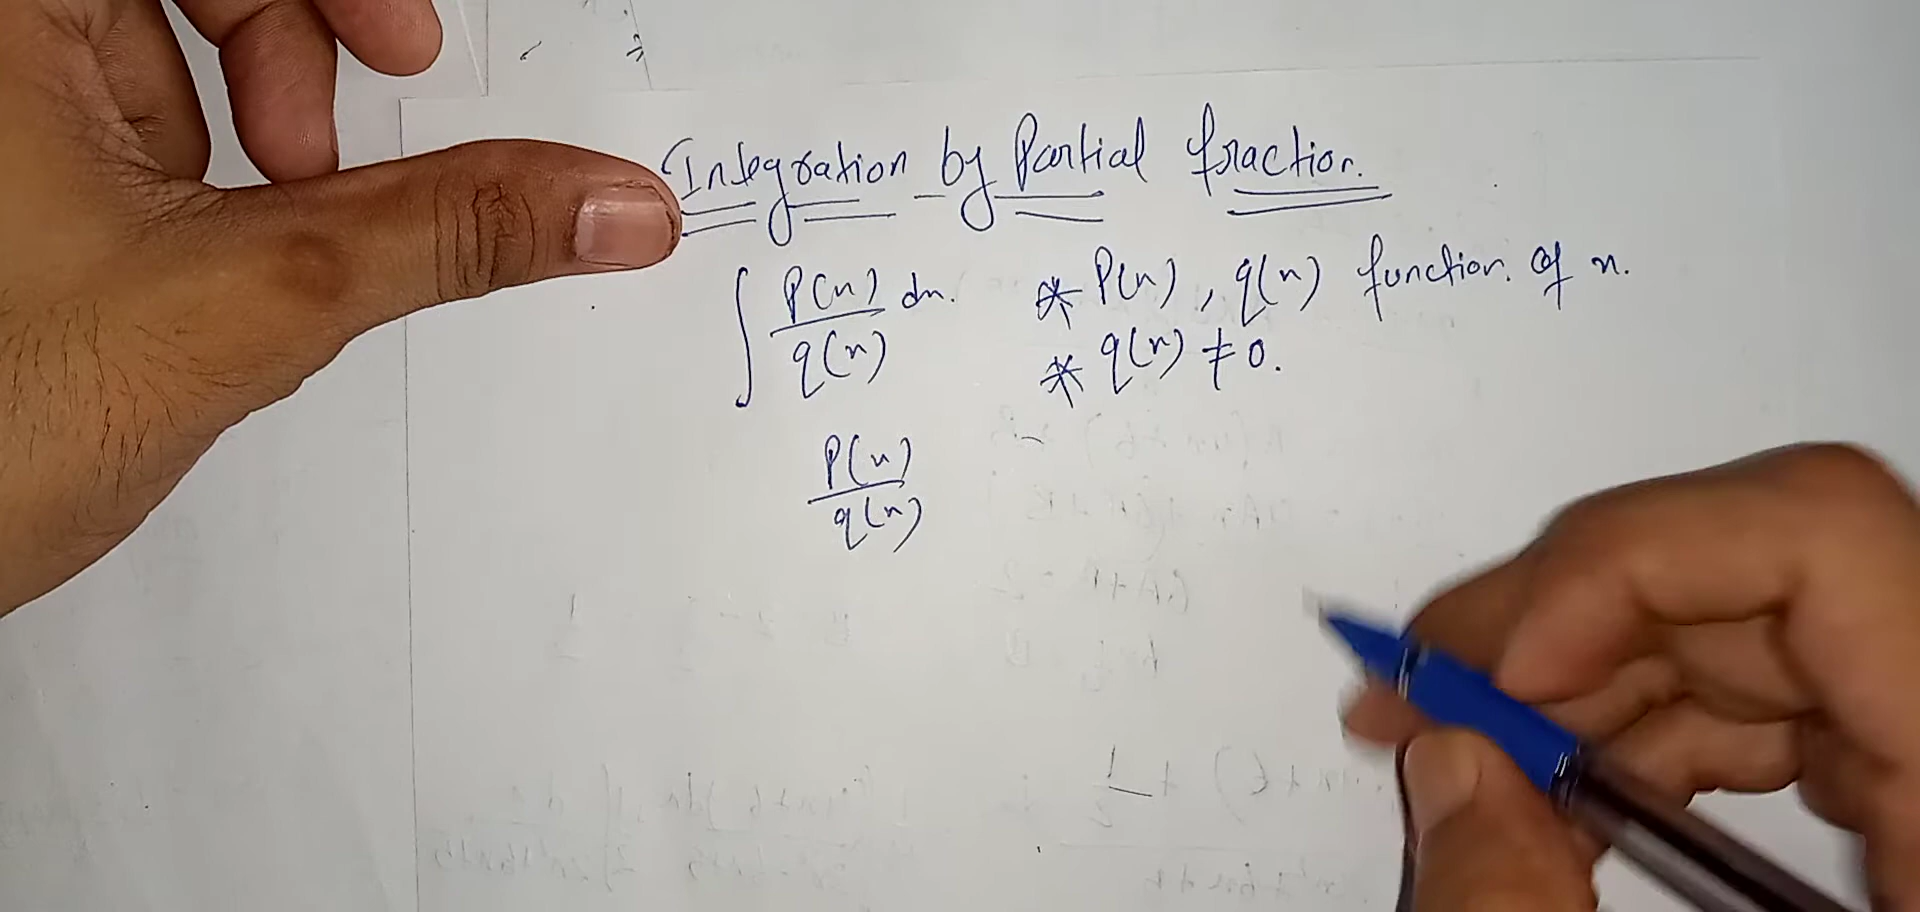 Integration by Partial fraction.
∫ P(x)/q(x) dx. * P(x), q(x) function. of x.
* q(x) ≠ 0.
P(x)/q(x)